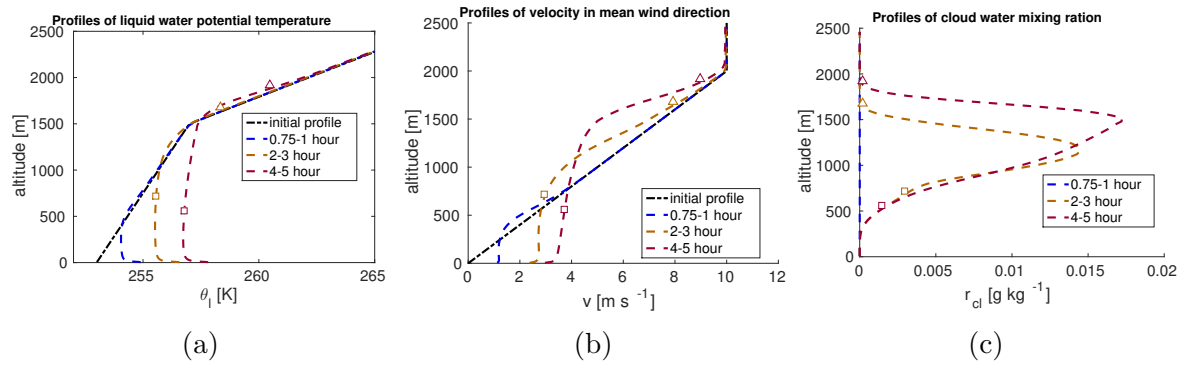 Profiles of liquid water potential temperature
2500
2000
1500
1000
500
0
altitude [m]
255
260
265
θ_l [K]
initial profile
0.75-1 hour
2-3 hour
4-5 hour
(a)
Profiles of velocity in mean wind direction
2500
2000
1500
1000
500
0
altitude [m]
0
2
4
6
8
10
12
v [m s⁻¹]
initial profile
0.75-1 hour
2-3 hour
4-5 hour
(b)
Profiles of cloud water mixing ration
2500
2000
1500
1000
500
0
altitude [m]
0
0.005
0.01
0.015
0.02
r_cl [g kg⁻¹]
0.75-1 hour
2-3 hour
4-5 hour
(c)